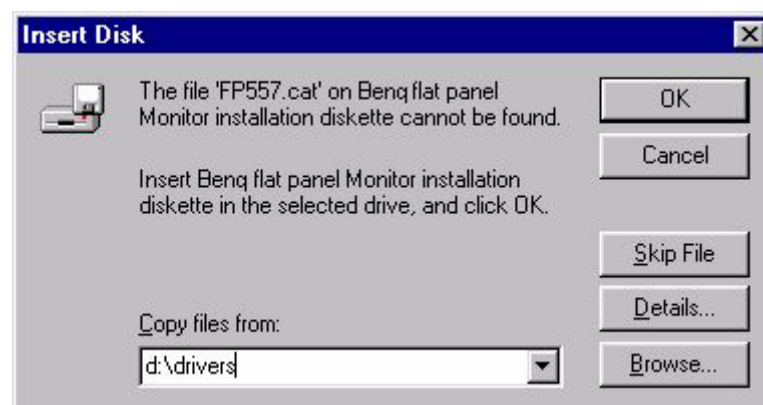 Insert Disk
The file 'FP557.cat' on Benq flat panel
Monitor installation diskette cannot be found.
Insert Benq flat panel Monitor installation
diskette in the selected drive, and click OK.
Copy files from:
d:\drivers
OK
Cancel
Skip File
Details...
Browse...